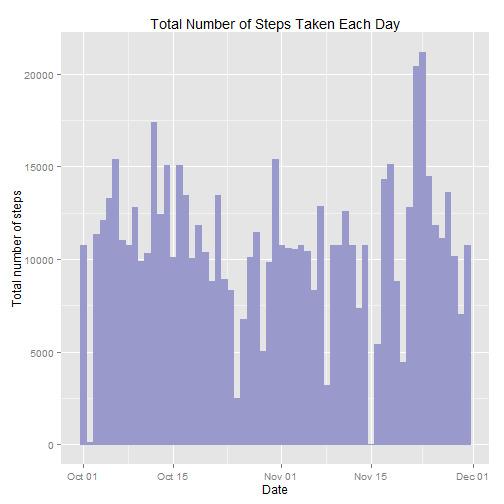 Total Number of Steps Taken Each Day
Total number of steps
20000
15000
10000
5000
0
Oct 01
Oct 15
Nov 01
Nov 15
Dec 01
Date